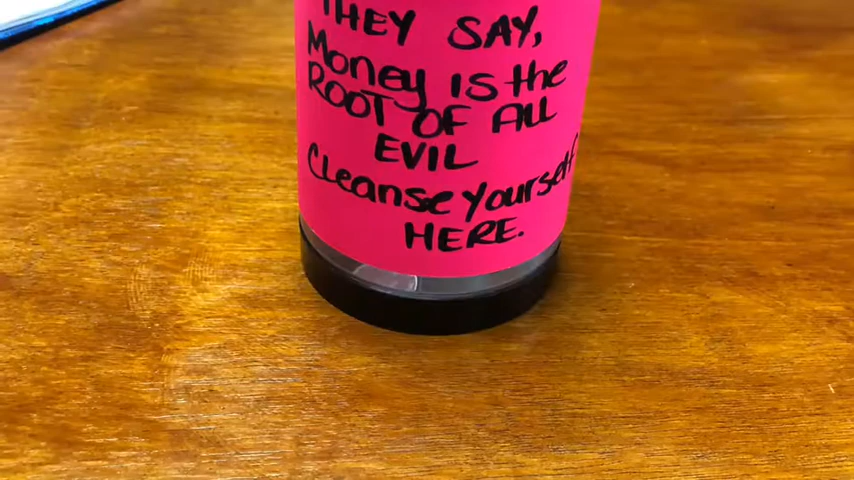 THEY SAY,
Money is the
ROOT OF ALL
EVIL
Cleanse yourself
HERE.